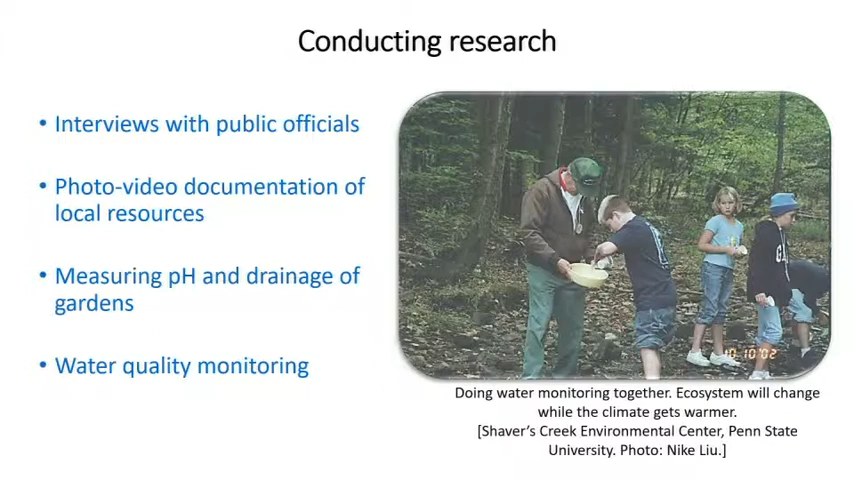 Conducting research
• Interviews with public officials
• Photo-video documentation of
local resources
• Measuring pH and drainage of
gardens
• Water quality monitoring
10 10'02
Doing water monitoring together. Ecosystem will change
while the climate gets warmer.
[Shaver's Creek Environmental Center, Penn State
University. Photo: Nike Liu.]